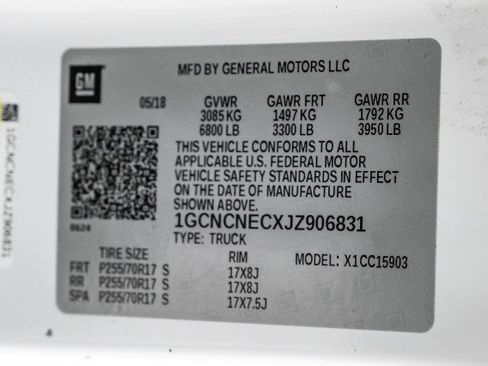 GM
MFD BY GENERAL MOTORS LLC
05/18 GVWR GAWR FRT GAWR RR
3085 KG 1497 KG 1792 KG
6800 LB 3300 LB 3950 LB
THIS VEHICLE CONFORMS TO ALL
APPLICABLE U.S. FEDERAL MOTOR
VEHICLE SAFETY STANDARDS IN EFFECT
ON THE DATE OF MANUFACTURE
SHOWN ABOVE.
0624
1GCNCNECXJZ906831
TYPE: TRUCK
TIRE SIZE RIM MODEL: X1CC15903
FRT P255/70R17 S 17X8J
RR P255/70R17 S 17X8J
SPA P255/70R17 S 17X7.5J
1GCNCNECXJZ906831